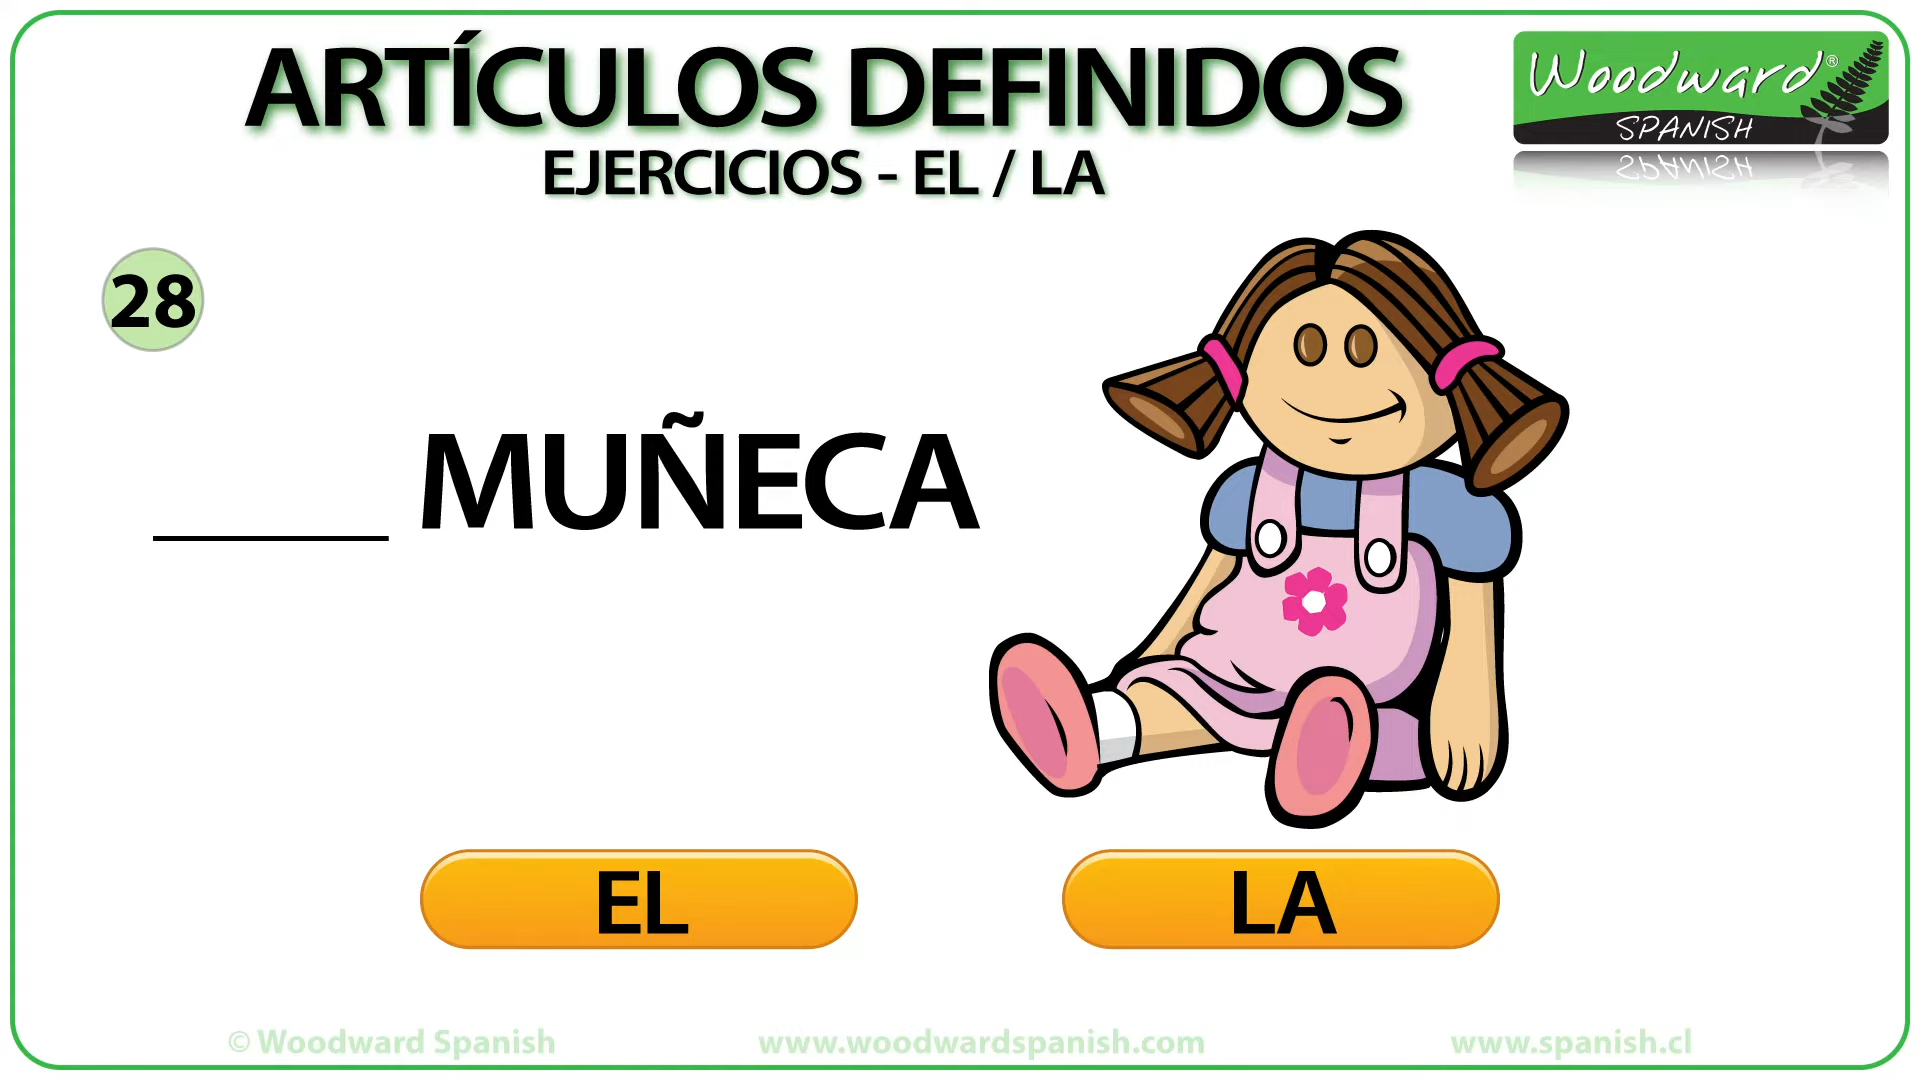 ARTÍCULOS DEFINIDOS
EJERCICIOS - EL / LA
Woodward®
SPANISH
28
_____ MUÑECA
EL
LA
© Woodward Spanish
www.woodwardspanish.com
www.spanish.cl